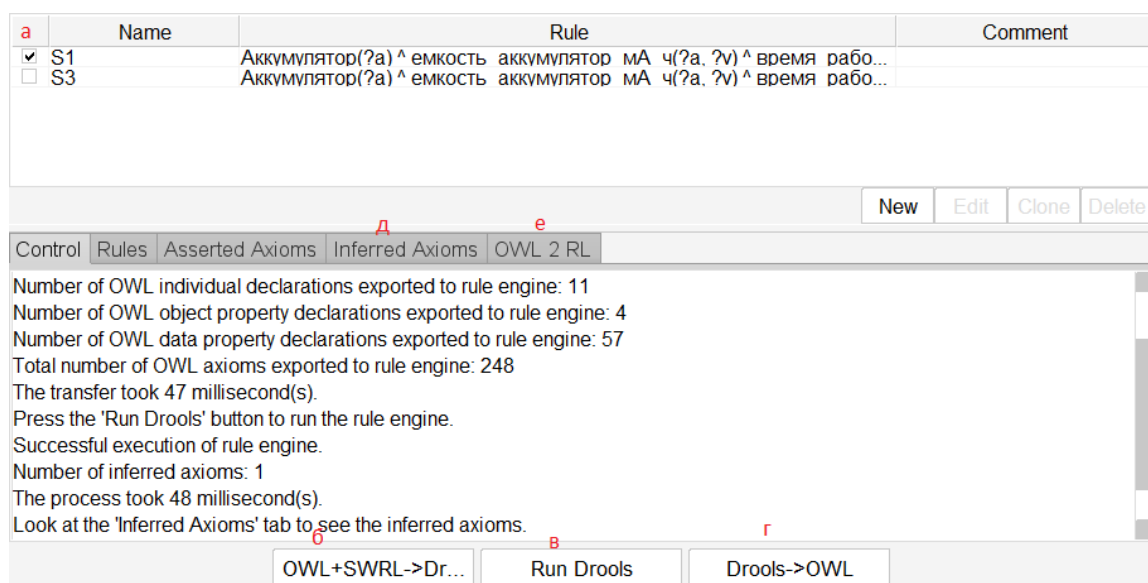 а Name Rule Comment
S1 Аккумулятор(?a) ^ емкость_аккумулятор_мА_ч(?a, ?v) ^ время_рабо...
S3 Аккумулятор(?a) ^ емкость_аккумулятор_мА_ч(?a, ?v) ^ время_рабо...
New Edit Clone Delete
д е
Control Rules Asserted Axioms Inferred Axioms OWL 2 RL
Number of OWL individual declarations exported to rule engine: 11
Number of OWL object property declarations exported to rule engine: 4
Number of OWL data property declarations exported to rule engine: 57
Total number of OWL axioms exported to rule engine: 248
The transfer took 47 millisecond(s).
Press the 'Run Drools' button to run the rule engine.
Successful execution of rule engine.
Number of inferred axioms: 1
The process took 48 millisecond(s).
Look at the 'Inferred Axioms' tab to see the inferred axioms.
б в г
OWL+SWRL->Dr... Run Drools Drools->OWL